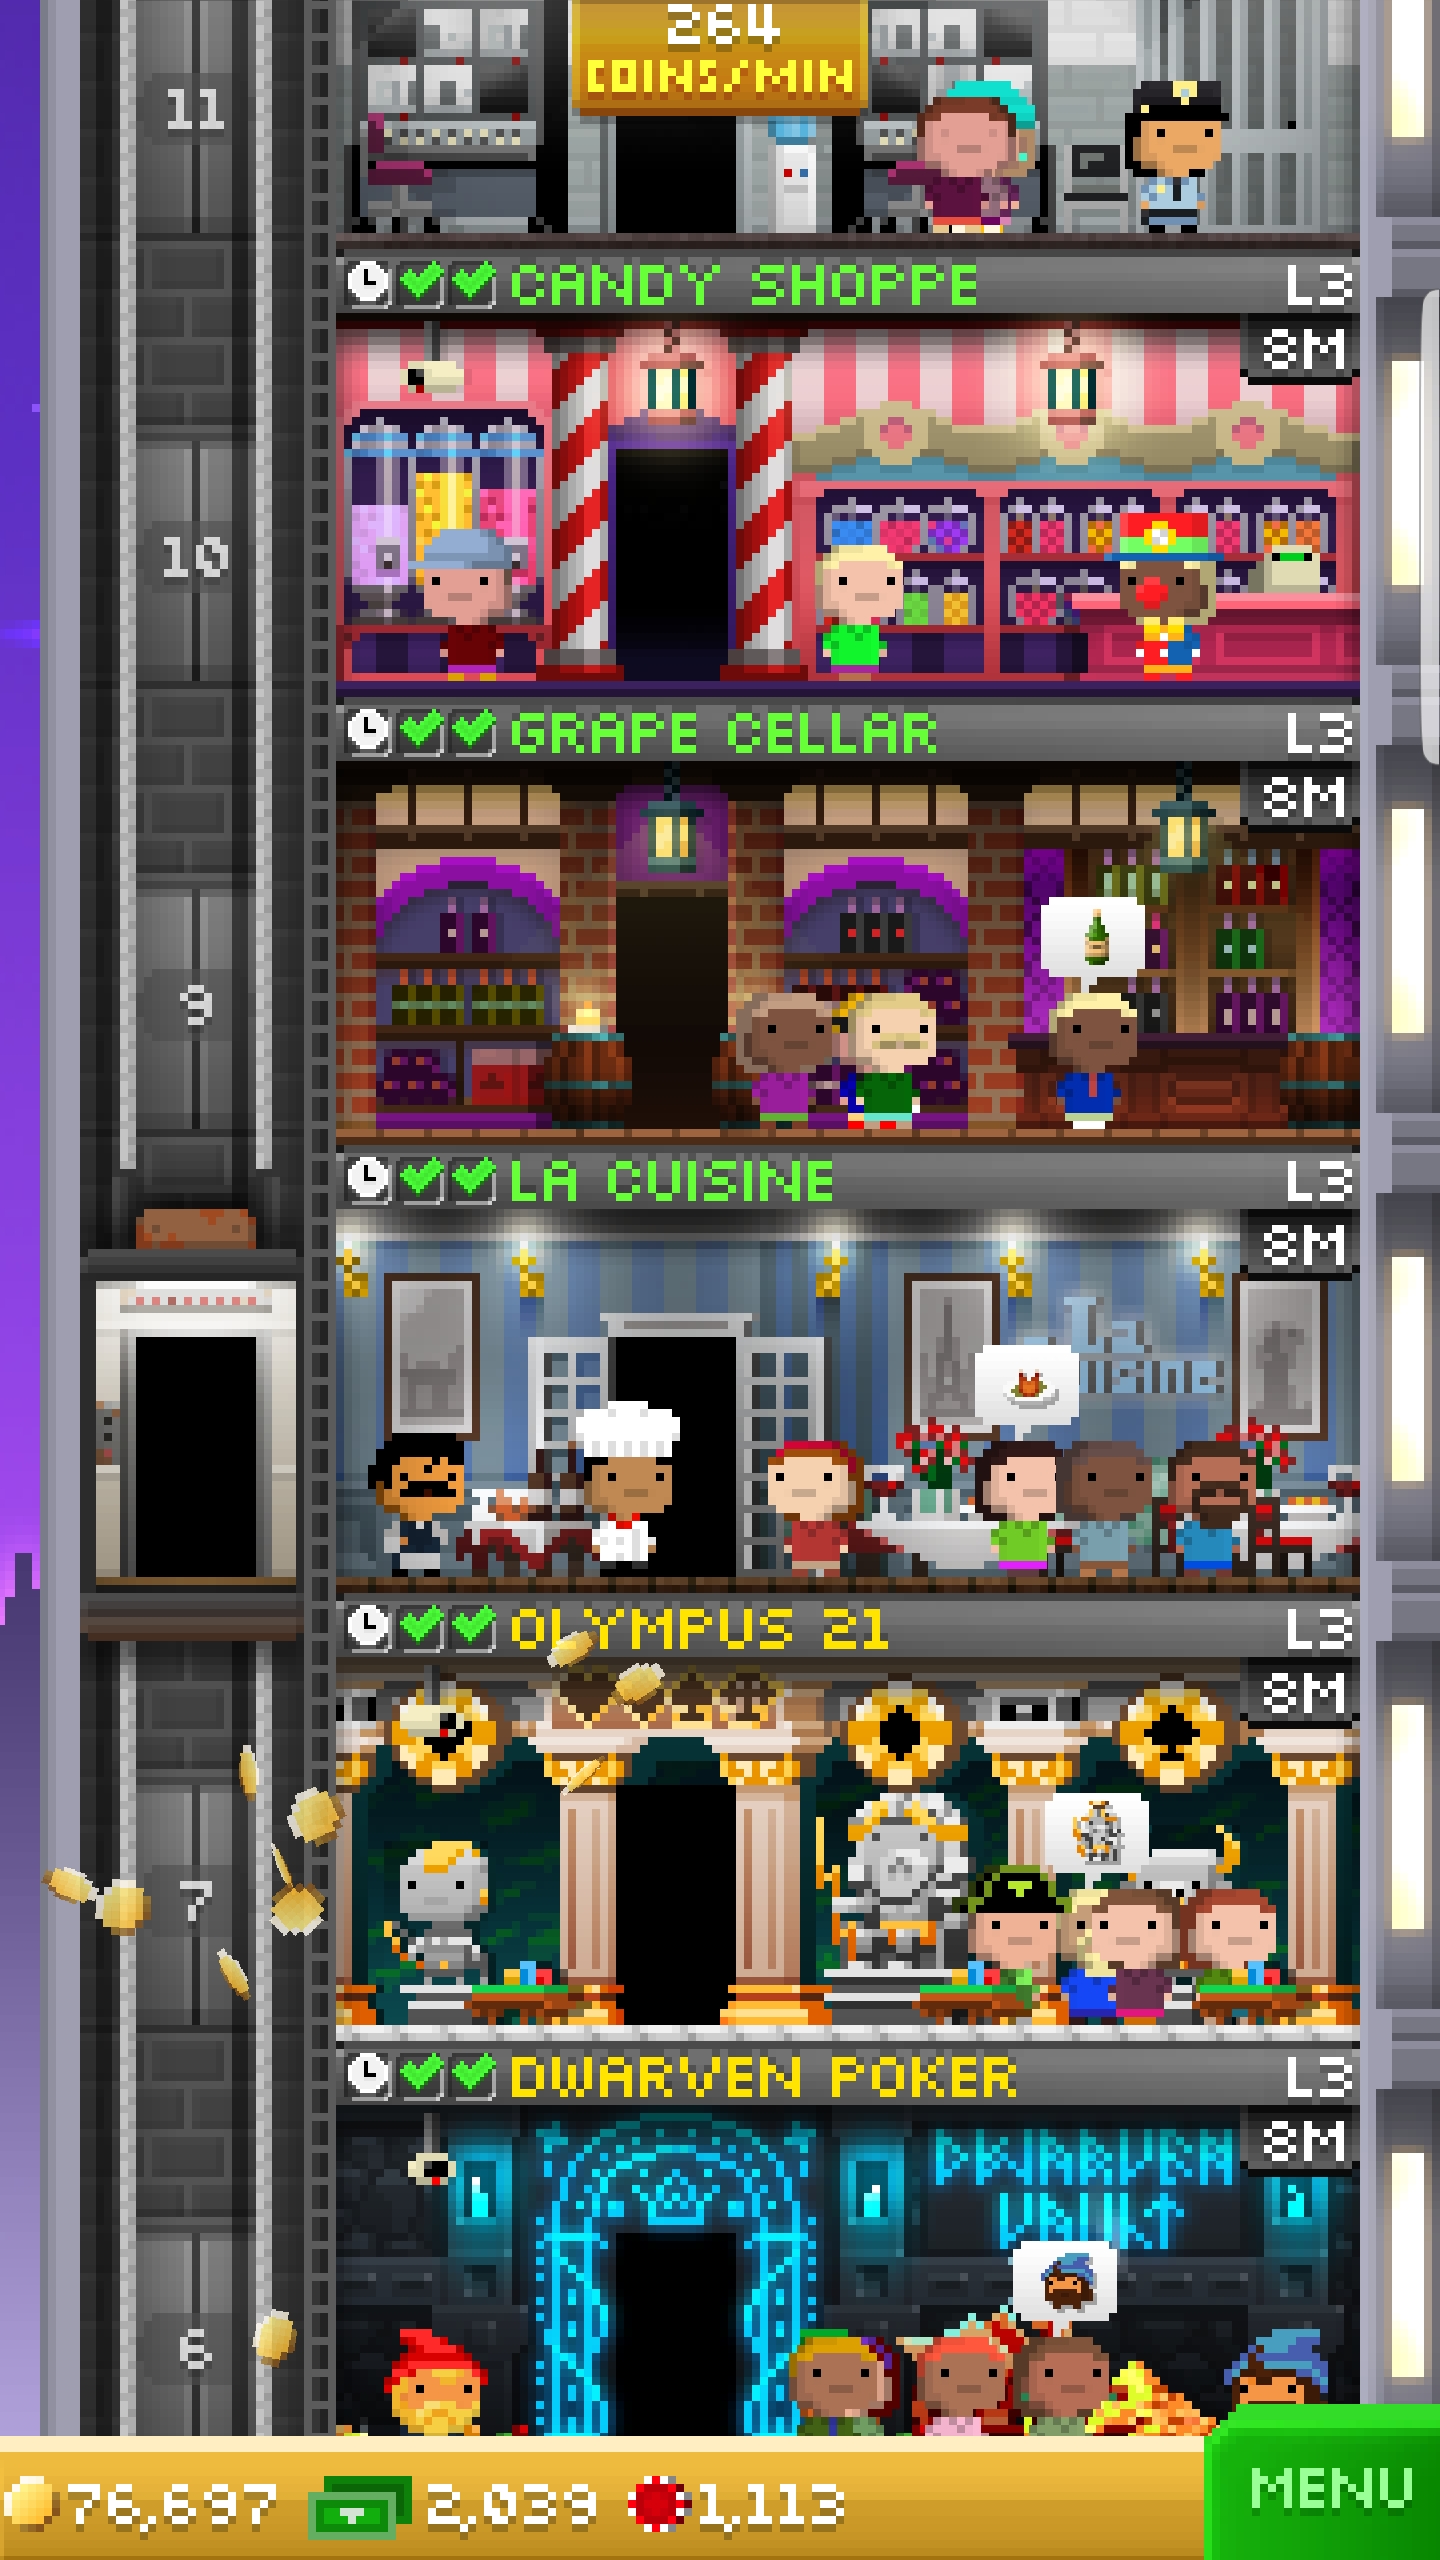 264
COINS/MIN
11
CANDY SHOPPE L3
8M
10
GRAPE CELLAR L3
8M
9
LA CUISINE L3
8M
La
OLYMPUS 21 L3
8M
7
DWARVEN POKER L3
8M
DWARVEN
VAULT
6
76,697 2,039 1,113 MENU